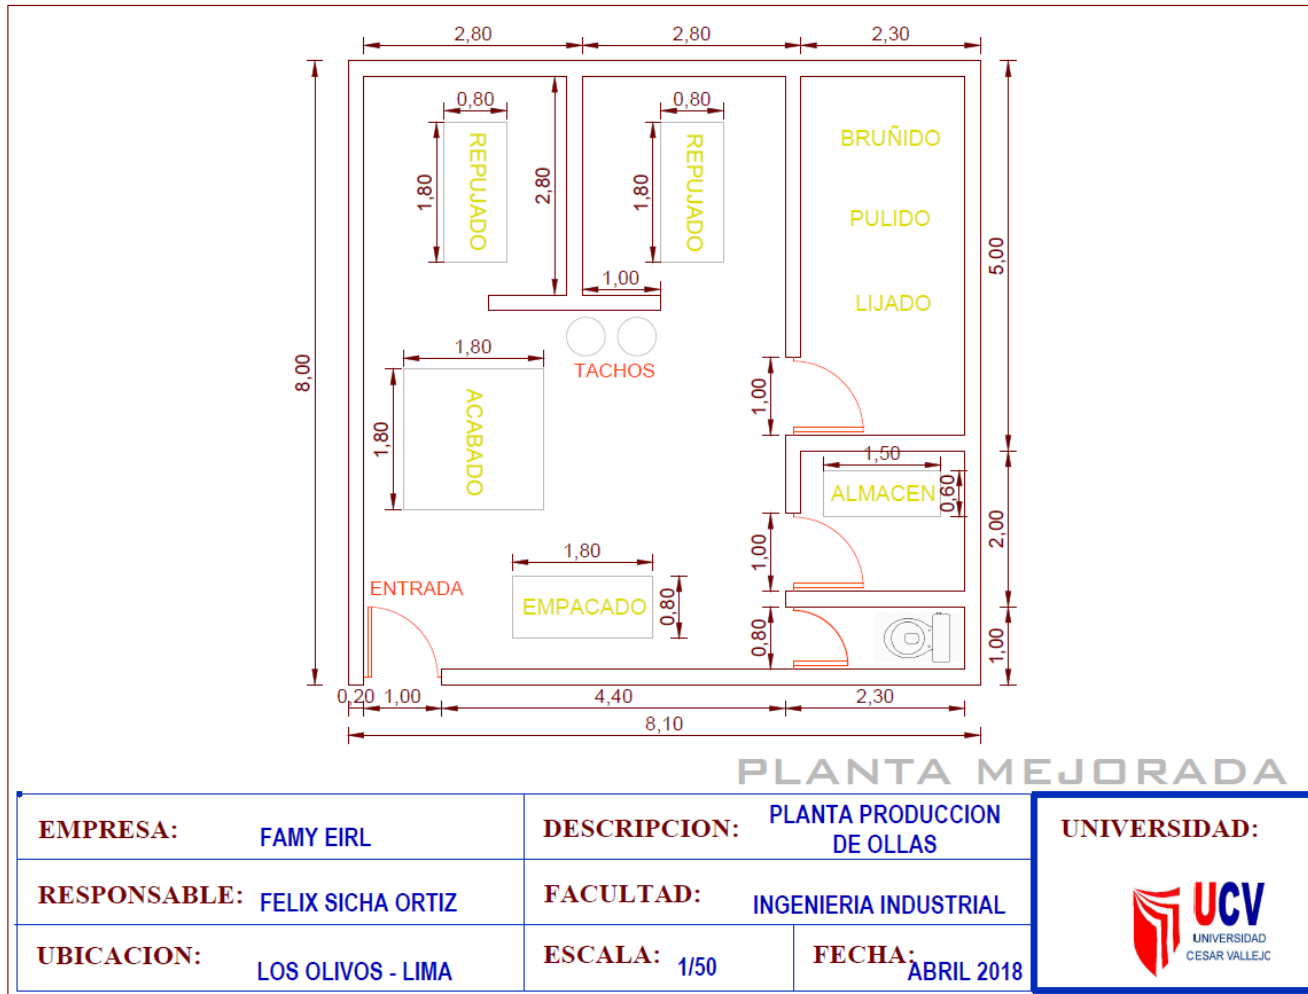 2,80 2,80 2,30
0,80 0,80
REPUJADO REPUJADO
1,80 2,80 1,80
BRUÑIDO
PULIDO
LIJADO
5,00
1,00
8,00
1,80
TACHOS
1,00
ACABADO
1,80
1,50
ALMACEN 0,60
2,00
1,00
1,80
ENTRADA
EMPACADO 0,80
0,80
1,00
0,20 1,00 4,40 2,30
8,10
PLANTA MEJORADA
EMPRESA: FAMY EIRL
DESCRIPCION: PLANTA PRODUCCION
DE OLLAS
UNIVERSIDAD:
RESPONSABLE: FELIX SICHA ORTIZ
FACULTAD: INGENIERIA INDUSTRIAL
UBICACION: LOS OLIVOS - LIMA
ESCALA: 1/50
FECHA: ABRIL 2018
UCV
UNIVERSIDAD
CESAR VALLEJO